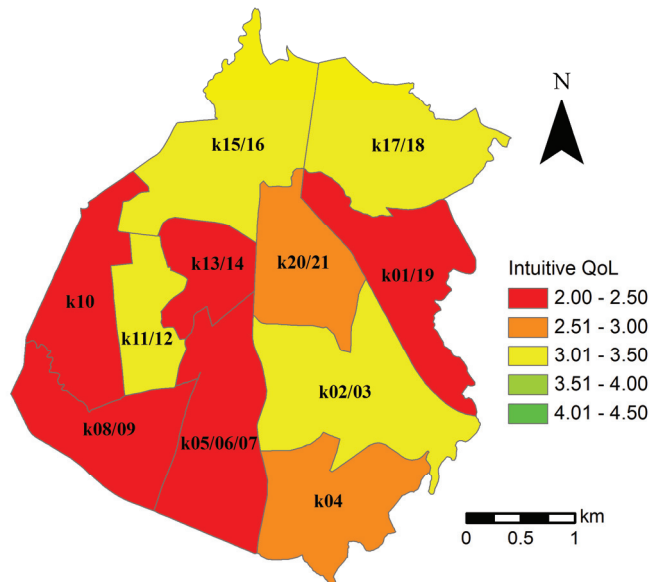 k15/16
k17/18
N
k20/21
k13/14
k01/19
k10
k11/12
k02/03
k08/09
k05/06/07
k04
Intuitive QoL
2.00 - 2.50
2.51 - 3.00
3.01 - 3.50
3.51 - 4.00
4.01 - 4.50
km
0 0.5 1